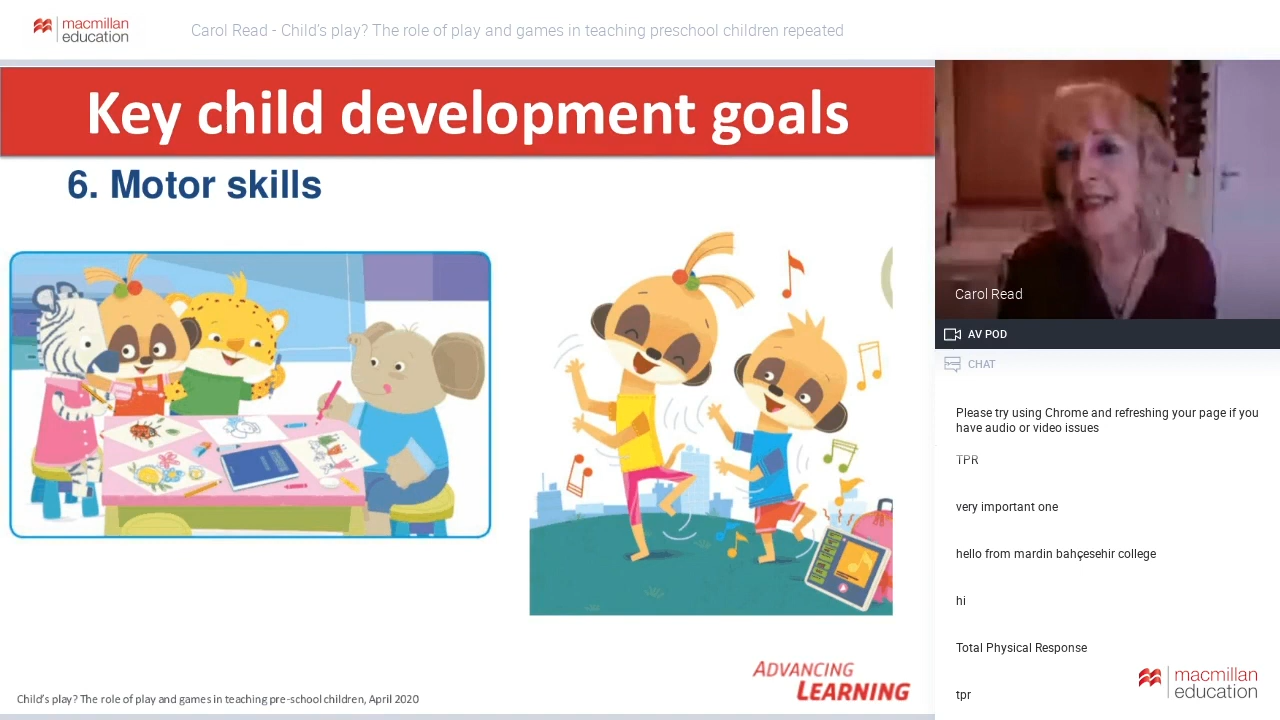 macmillan
education
Carol Read - Child's play? The role of play and games in teaching preschool children repeated
Key child development goals
6. Motor skills
ADVANCING
LEARNING
Child's play? The role of play and games in teaching pre-school children, April 2020
Carol Read
AV POD
CHAT
Please try using Chrome and refreshing your page if you
have audio or video issues
TPR
very important one
hello from mardin bahçesehir college
hi
Total Physical Response
tpr
macmillan
education